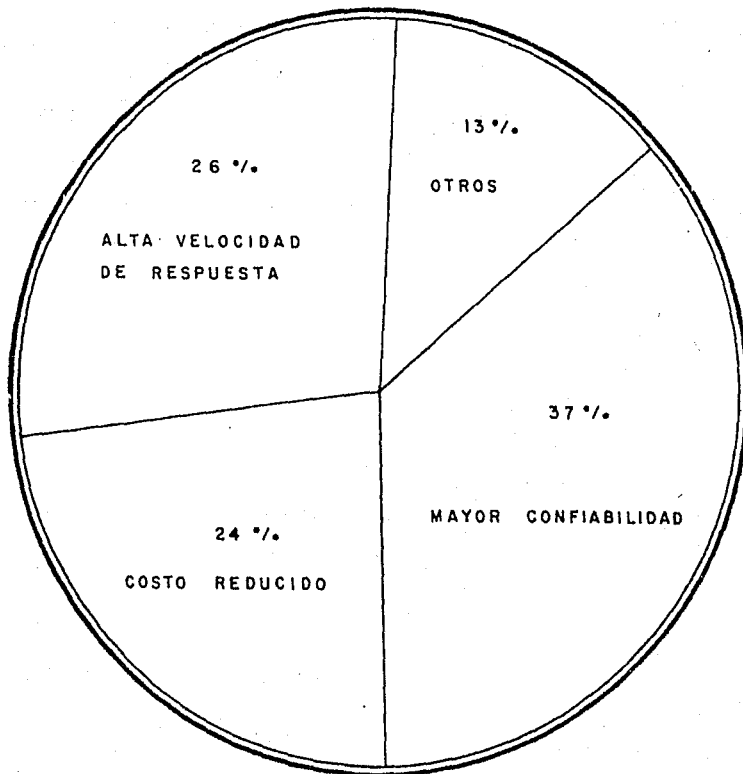 13 %
OTROS
26 %
ALTA VELOCIDAD
DE RESPUESTA
37 %
MAYOR CONFIABILIDAD
24 %
COSTO REDUCIDO